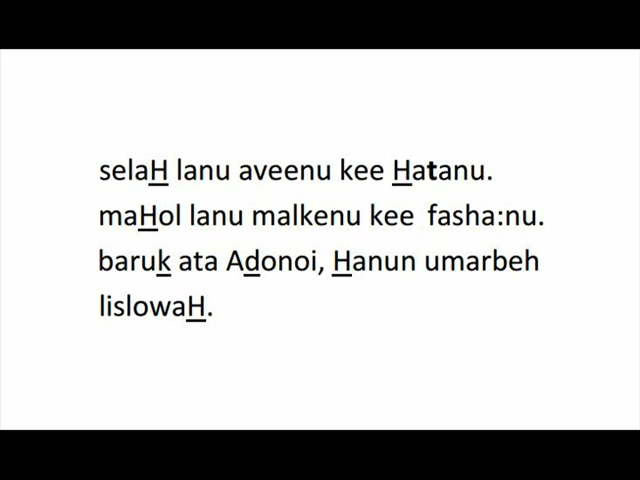 selaH lanu aveenu kee Hatanu.
maHol lanu malkenu kee fasha:nu.
baruk ata Adonoi, Hanun umarbeh
lislowaH.